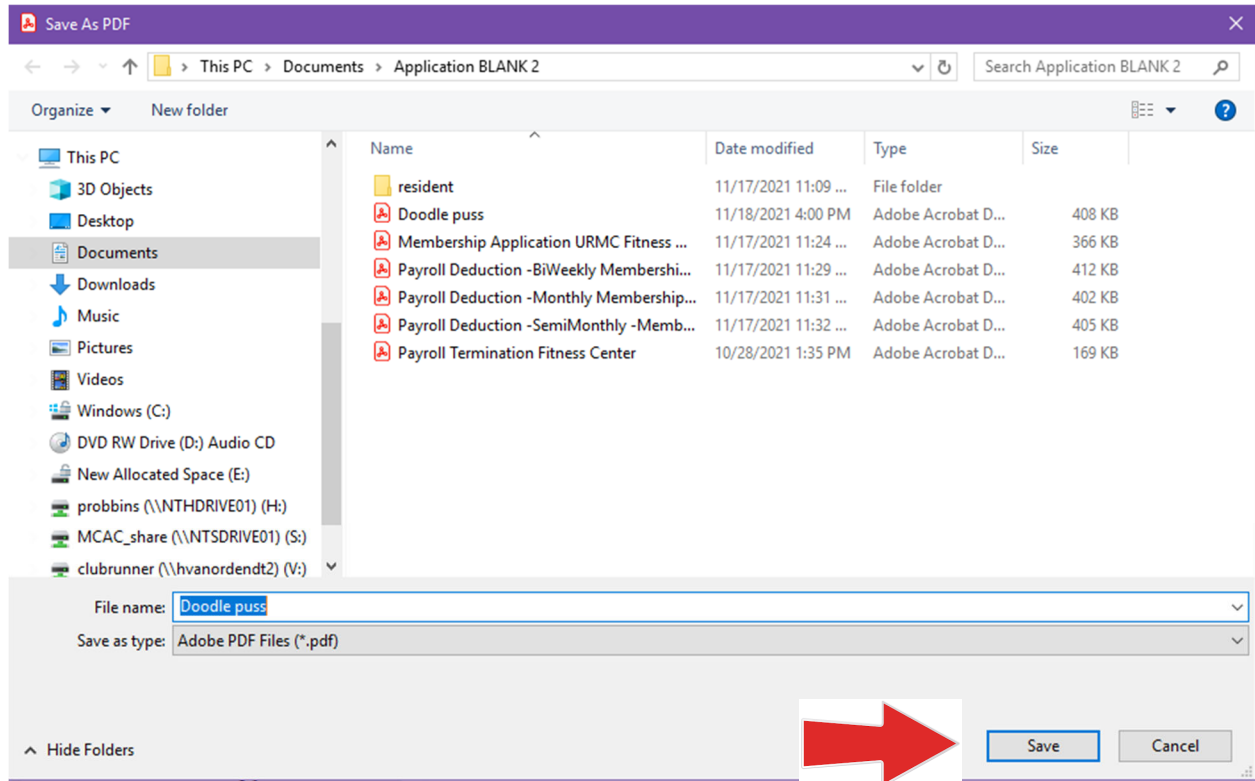 Save As PDF
This PC > Documents > Application BLANK 2
Search Application BLANK 2
Organize New folder
?
This PC
3D Objects
Desktop
Documents
Downloads
Music
Pictures
Videos
Windows (C:)
DVD RW Drive (D:) Audio CD
New Allocated Space (E:)
probbins (\\NTHDRIVE01) (H:)
MCAC_share (\\NTSDRIVE01) (S:)
clubrunner (\\hvanordendt2) (V:)
Name Date modified Type Size
resident 11/17/2021 11:09 ... File folder
Doodle puss 11/18/2021 4:00 PM Adobe Acrobat D... 408 KB
Membership Application URMC Fitness ... 11/17/2021 11:24 ... Adobe Acrobat D... 366 KB
Payroll Deduction -BiWeekly Membershi... 11/17/2021 11:29 ... Adobe Acrobat D... 412 KB
Payroll Deduction -Monthly Membership... 11/17/2021 11:31 ... Adobe Acrobat D... 402 KB
Payroll Deduction -SemiMonthly -Memb... 11/17/2021 11:32 ... Adobe Acrobat D... 405 KB
Payroll Termination Fitness Center 10/28/2021 1:35 PM Adobe Acrobat D... 169 KB
File name: Doodle puss
Save as type: Adobe PDF Files (*.pdf)
Hide Folders
Save Cancel